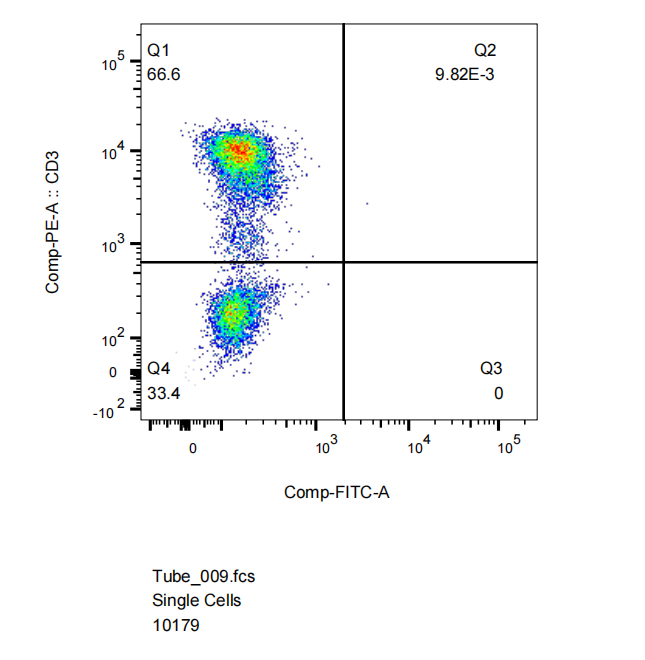 Q1
66.6
Q2
9.82E-3
10 5
10 4
10 3
10 2
0
-10 2
Comp-PE-A :: CD3
Q4
33.4
Q3
0
0
10 3
10 4
10 5
Comp-FITC-A
Tube_009.fcs
Single Cells
10179